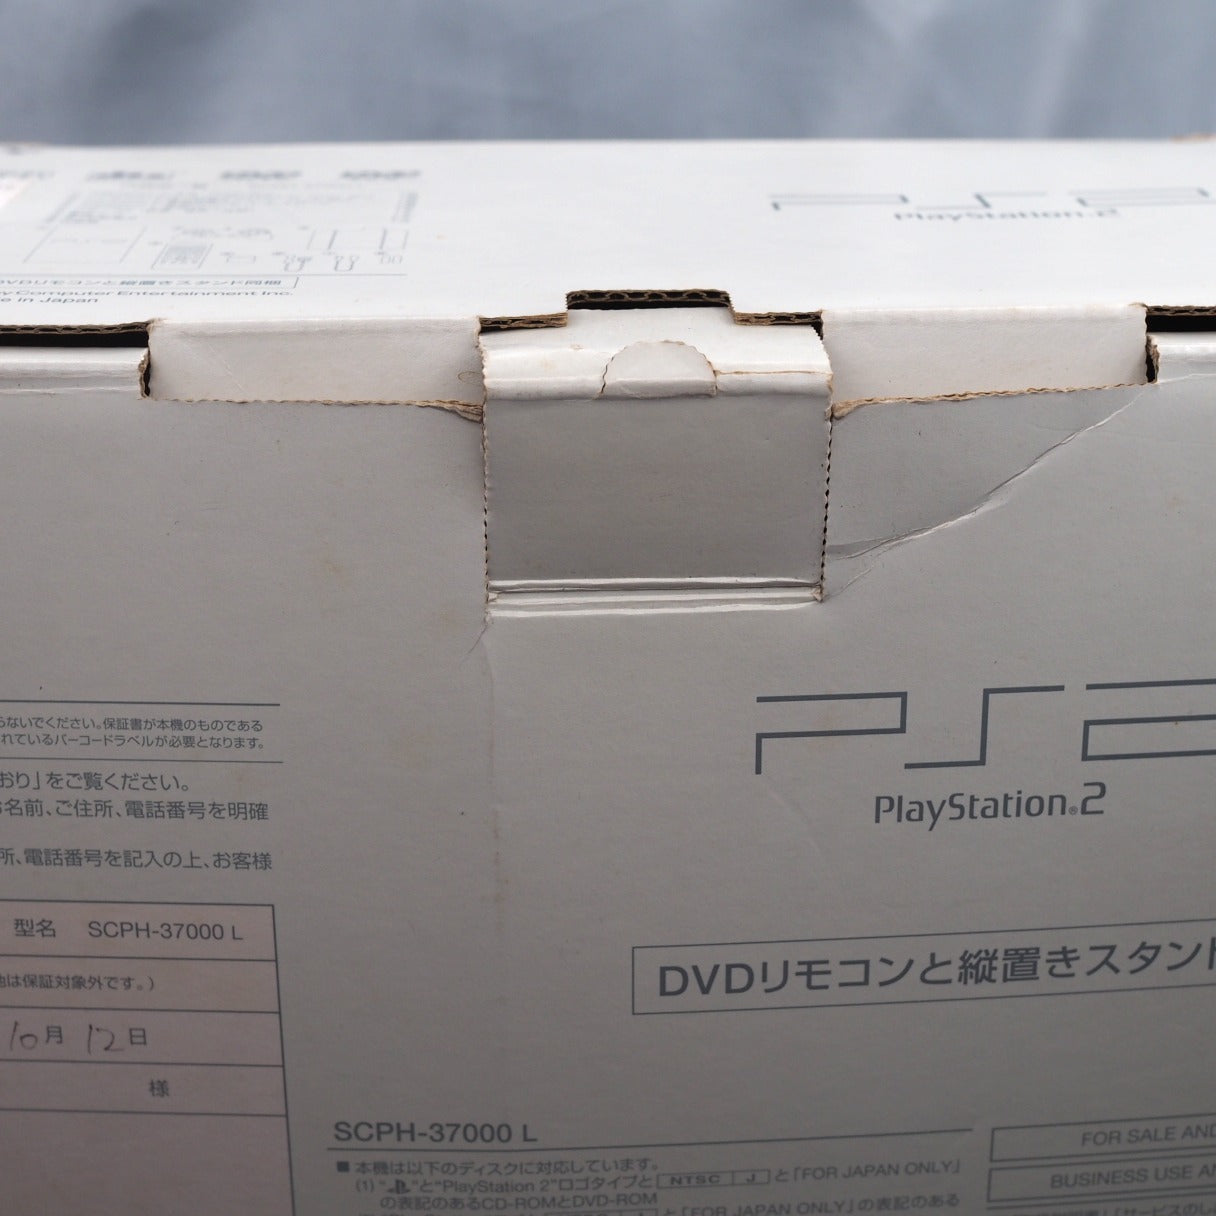 PlayStation 2
DVDリモコンと縦置きスタンド同梱
Computer Entertainment Inc.
in Japan
ないでください。保証書が本機のものである
れているバーコードラベルが必要となります。
おり」をご覧ください。
名前、ご住所、電話番号を明確
所、電話番号を記入の上、お客様
型名 SCPH-37000 L
は保証対象外です。)
10月 12日
様
PS2
PlayStation®2
DVDリモコンと縦置きスタン
SCPH-37000 L
■ 本機は以下のディスクに対応しています。
(1) " "と"PlayStation 2"ロゴタイプと NTSC J と「FOR JAPAN ONLY」
の表記のあるCD-ROMとDVD-ROM
と「FOR JAPAN ONLY」の表記のある
FOR SALE AND
BUSINESS USE